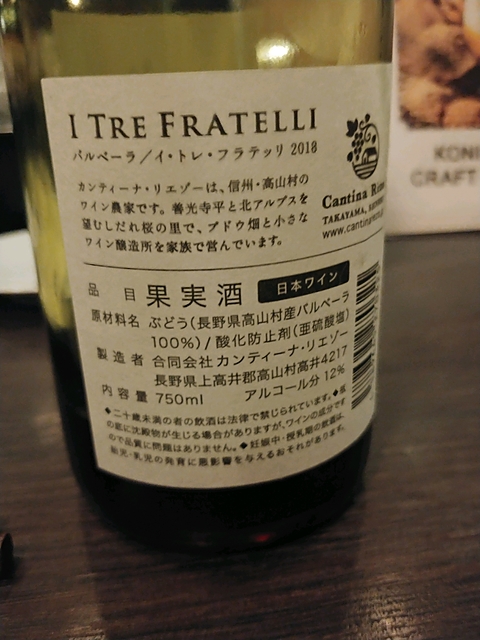 I TRE FRATELLI
バルベーラ／イ・トレ・フラテッリ 2018
カンティーナ・リエゾーは、信州・高山村の
ワイン農家です。善光寺平と北アルプスを
望むしだれ桜の里で、ブドウ畑と小さな
ワイン醸造所を家族で営んでいます。
Cantina
TAKAYAMA,
www.cantina
品目 果実酒 日本ワイン
原材料名 ぶどう(長野県高山村産バルベーラ
100%)/酸化防止剤(亜硫酸塩)
製造者 合同会社カンティーナ・リエゾー
長野県上高井郡高山村高井4217
内容量 750ml アルコール分 12%
◆二十歳未満の者の飲酒は法律で禁じられています。◆瓶
の底に沈殿物が生じる場合がありますが、ワインの成分です
ので品質に問題はありません。◆妊娠中・授乳期の飲酒は、
胎児・乳児の発育に悪影響を与えるおそれがあります。
KONI
CRAFT